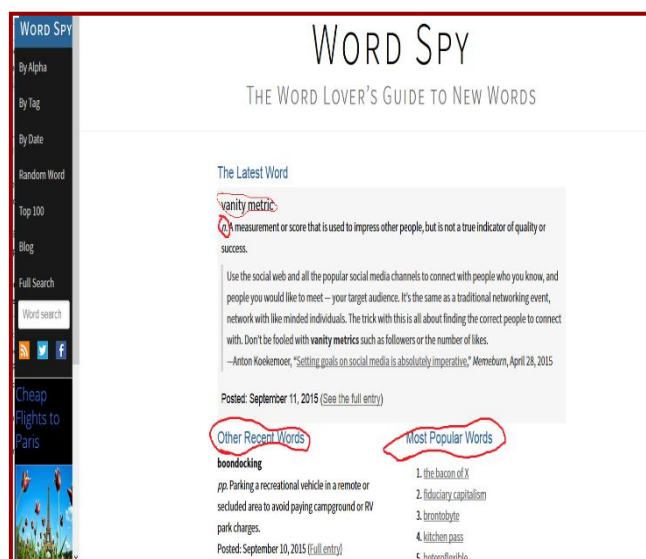 WORD SPY
By Alpha
By Tag
By Date
Random Word
Top 100
Blog
Full Search
Word search
Cheap
Flights to
Paris
WORD SPY
THE WORD LOVER'S GUIDE TO NEW WORDS
The Latest Word
vanity metric
n. A measurement or score that is used to impress other people, but is not a true indicator of quality or
success.
Use the social web and all the popular social media channels to connect with people who you know, and
people you would like to meet — your target audience. It's the same as a traditional networking event,
network with like minded individuals. The trick with this is all about finding the correct people to connect
with. Don't be fooled with vanity metrics such as followers or the number of likes.
—Anton Koekemoer, "Setting goals on social media is absolutely imperative," Memeburn, April 28, 2015
Posted: September 11, 2015 (See the full entry)
Other Recent Words
boondocking
pp. Parking a recreational vehicle in a remote or
secluded area to avoid paying campground or RV
park charges.
Posted: September 10, 2015 (Full entry)
Most Popular Words
1. the bacon of X
2. fiduciary capitalism
3. brontobyte
4. kitchen pass
5. heteroflexible